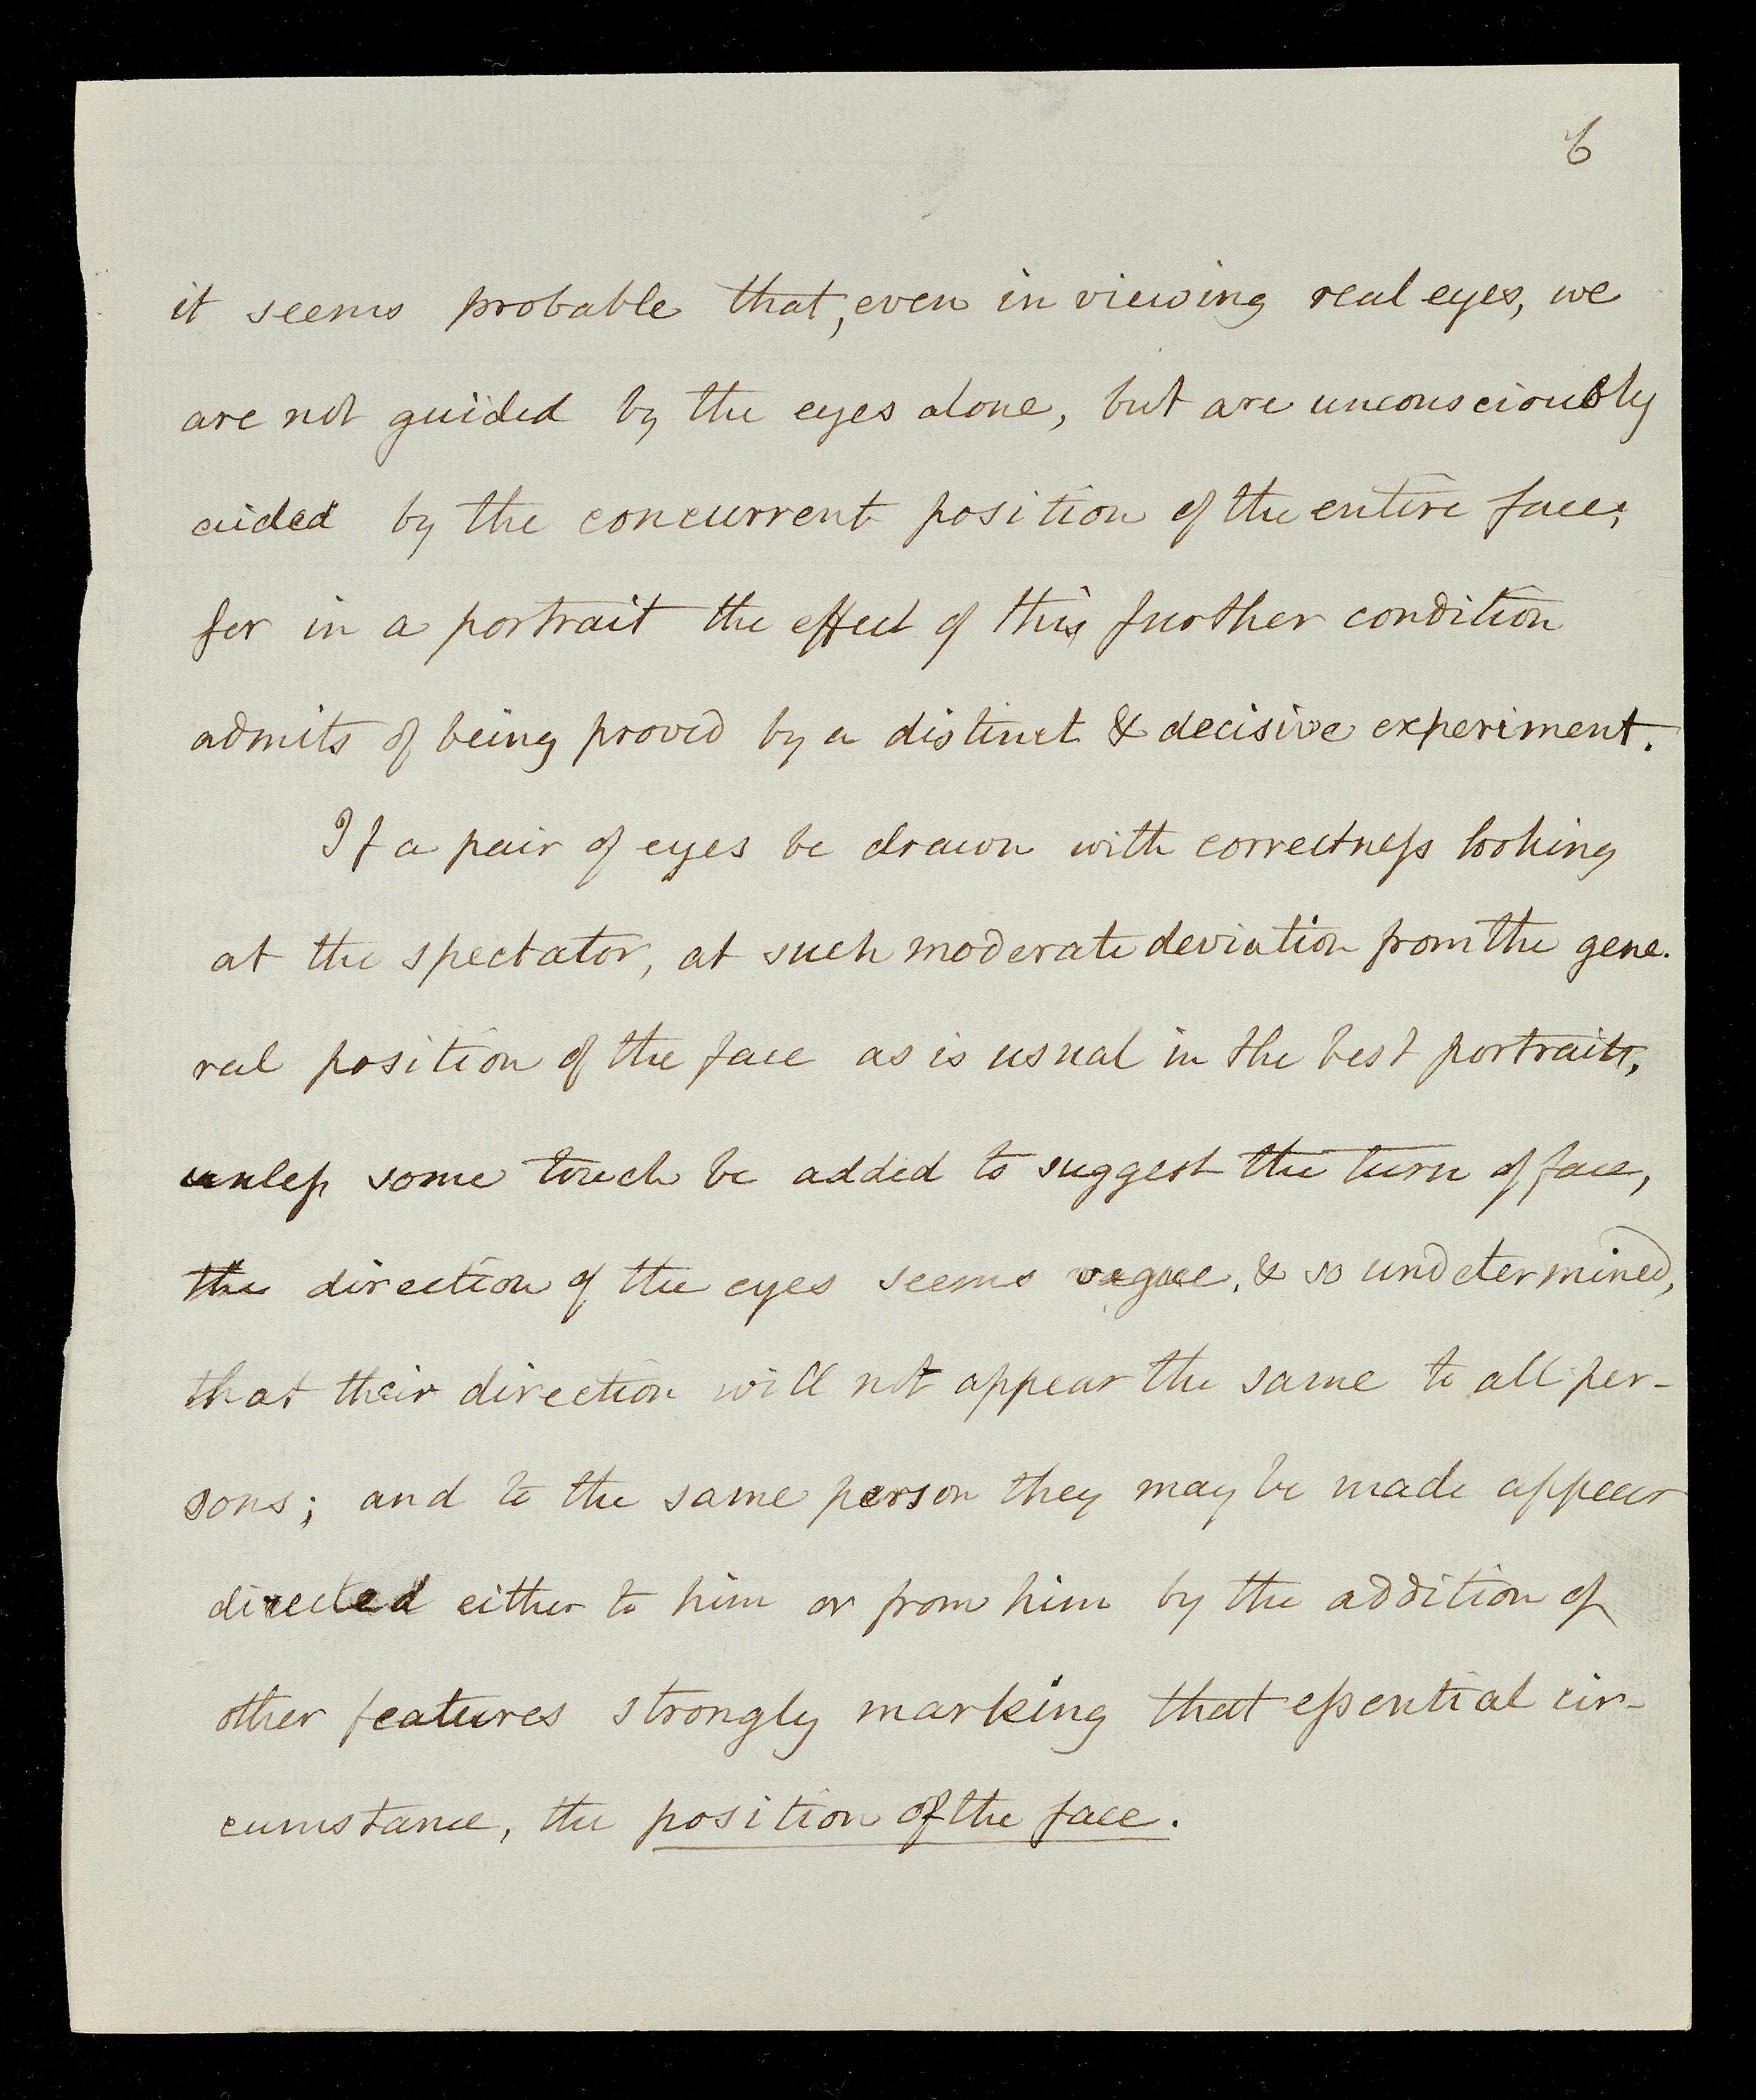 6
it seems probable that, even in viewing real eyes, we
are not guided by the eyes alone, but are unconsciously
aided by the concurrent position of the entire face;
for in a portrait the effect of this further condition
admits of being proved by a distinct & decisive experiment.
If a pair of eyes be drawn with correctneſs looking
at the spectator, at such moderate deviation from the gene-
ral position of the face as is usual in the best portraits,
unleſs some touch be added to suggest the turn of face,
the direction of the eyes seems vague, & so undetermined,
that their direction will not appear the same to all per-
sons; and to the same person they may be made appear
directed either to him or from him by the addition of
other features strongly marking that eſsential cir-
cumstance, the position of the face.